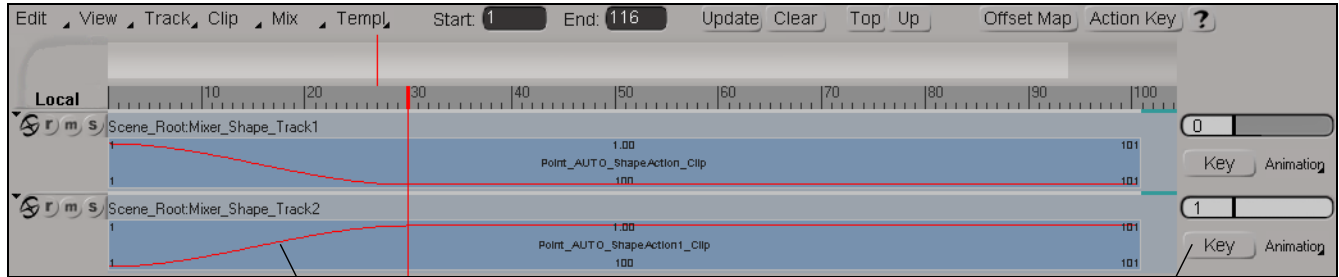 Edit View Track Clip Mix Templ Start: 1 End: 116 Update Clear Top Up Offset Map Action Key ?
Local 10 20 30 40 50 60 70 80 90 100
r m s Scene_Root:Mixer_Shape_Track1 0
1 1.00 101
Point_AUTO_ShapeAction_Clip Key Animation
1 100 101
r m s Scene_Root:Mixer_Shape_Track2 1
1 1.00 101
Point_AUTO_ShapeAction1_Clip Key Animation
1 100 101